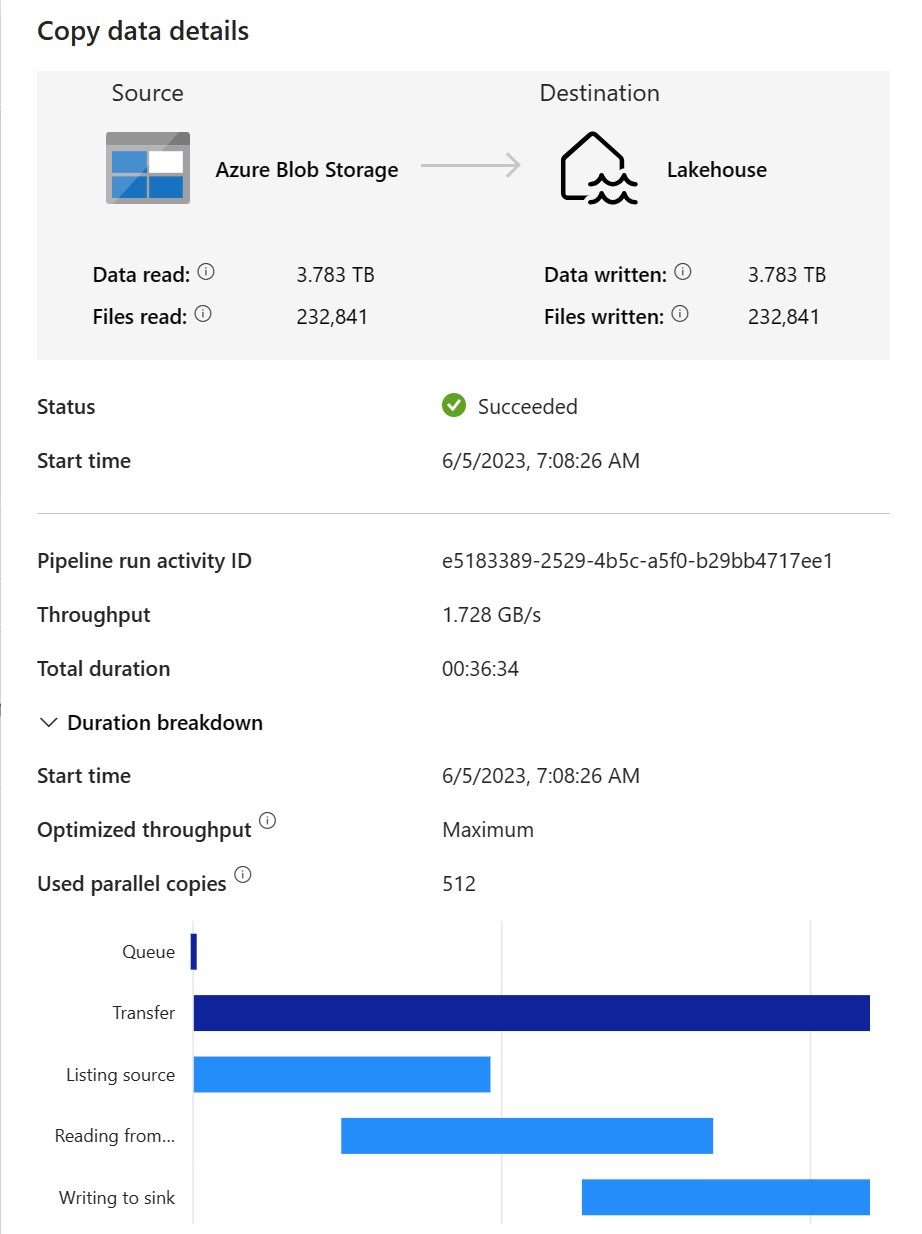 Copy data details
Source Destination
Azure Blob Storage Lakehouse
Data read: 3.783 TB Data written: 3.783 TB
Files read: 232,841 Files written: 232,841
Status Succeeded
Start time 6/5/2023, 7:08:26 AM
Pipeline run activity ID e5183389-2529-4b5c-a5f0-b29bb4717ee1
Throughput 1.728 GB/s
Total duration 00:36:34
Duration breakdown
Start time 6/5/2023, 7:08:26 AM
Optimized throughput Maximum
Used parallel copies 512
Queue
Transfer
Listing source
Reading from...
Writing to sink